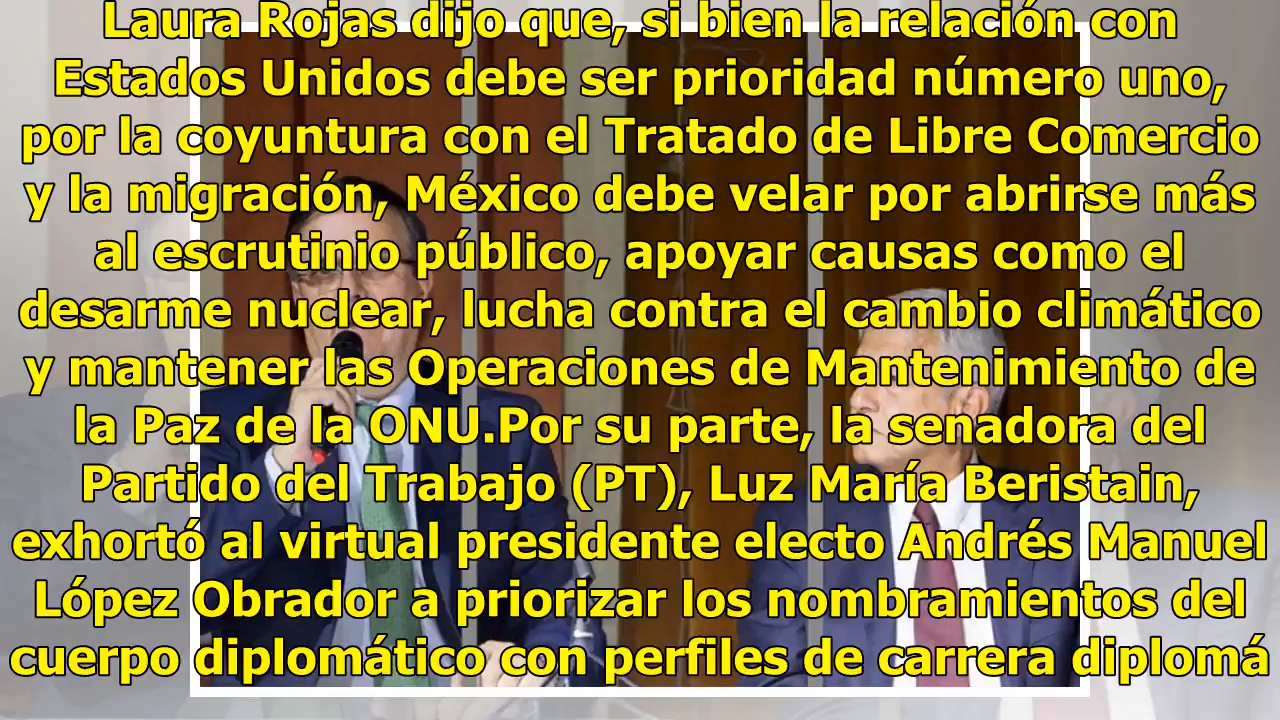 Laura Rojas dijo que, si bien la relación con
Estados Unidos debe ser prioridad número uno,
por la coyuntura con el Tratado de Libre Comercio
y la migración, México debe velar por abrirse más
al escrutinio público, apoyar causas como el
desarme nuclear, lucha contra el cambio climático
y mantener las Operaciones de Mantenimiento de
la Paz de la ONU.Por su parte, la senadora del
Partido del Trabajo (PT), Luz María Beristain,
exhortó al virtual presidente electo Andrés Manuel
López Obrador a priorizar los nombramientos del
cuerpo diplomático con perfiles de carrera diplomá